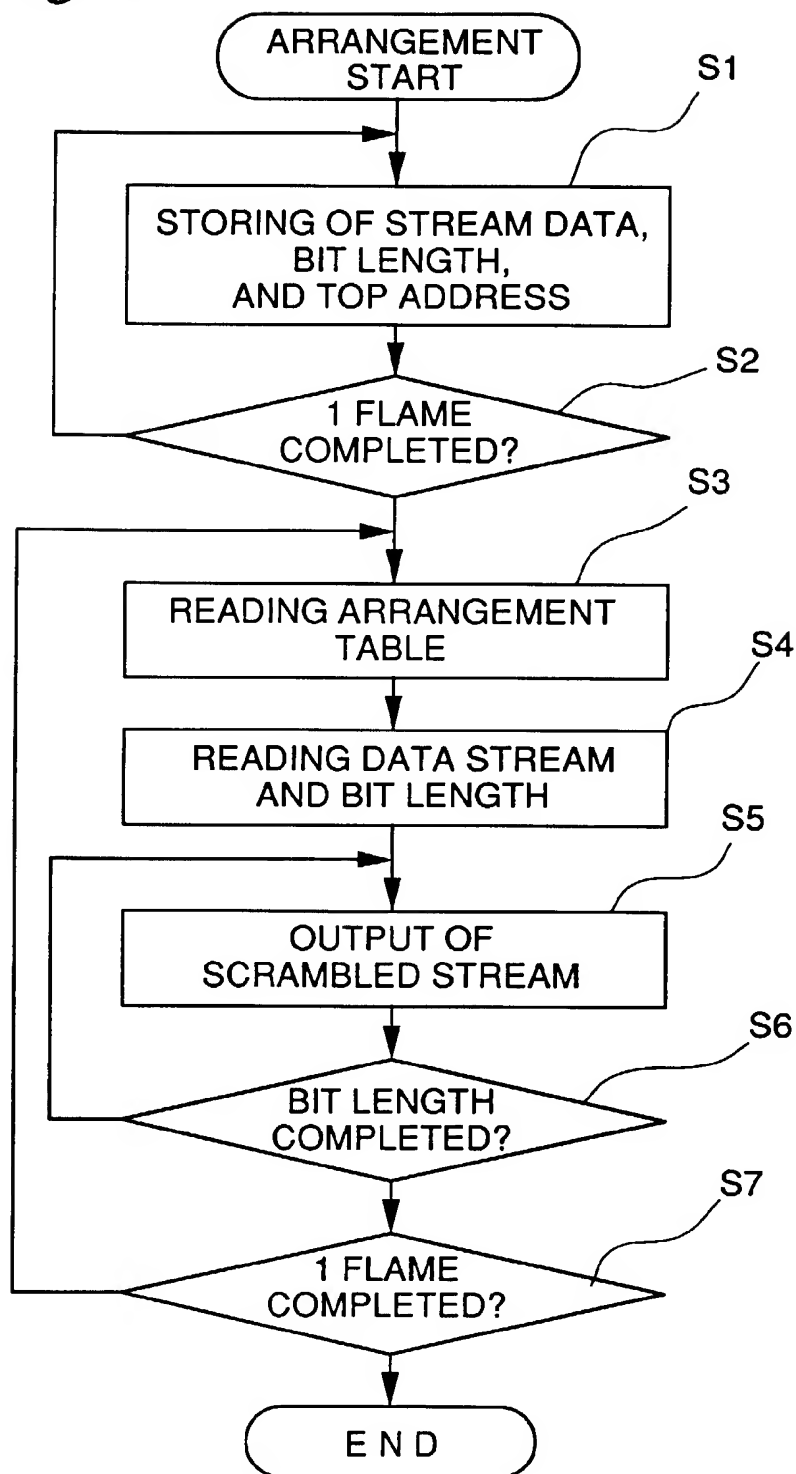 ARRANGEMENT
START
S1
STORING OF STREAM DATA,
BIT LENGTH,
AND TOP ADDRESS
S2
1 FLAME
COMPLETED?
S3
READING ARRANGEMENT
TABLE
S4
READING DATA STREAM
AND BIT LENGTH
S5
OUTPUT OF
SCRAMBLED STREAM
S6
BIT LENGTH
COMPLETED?
S7
1 FLAME
COMPLETED?
E N D